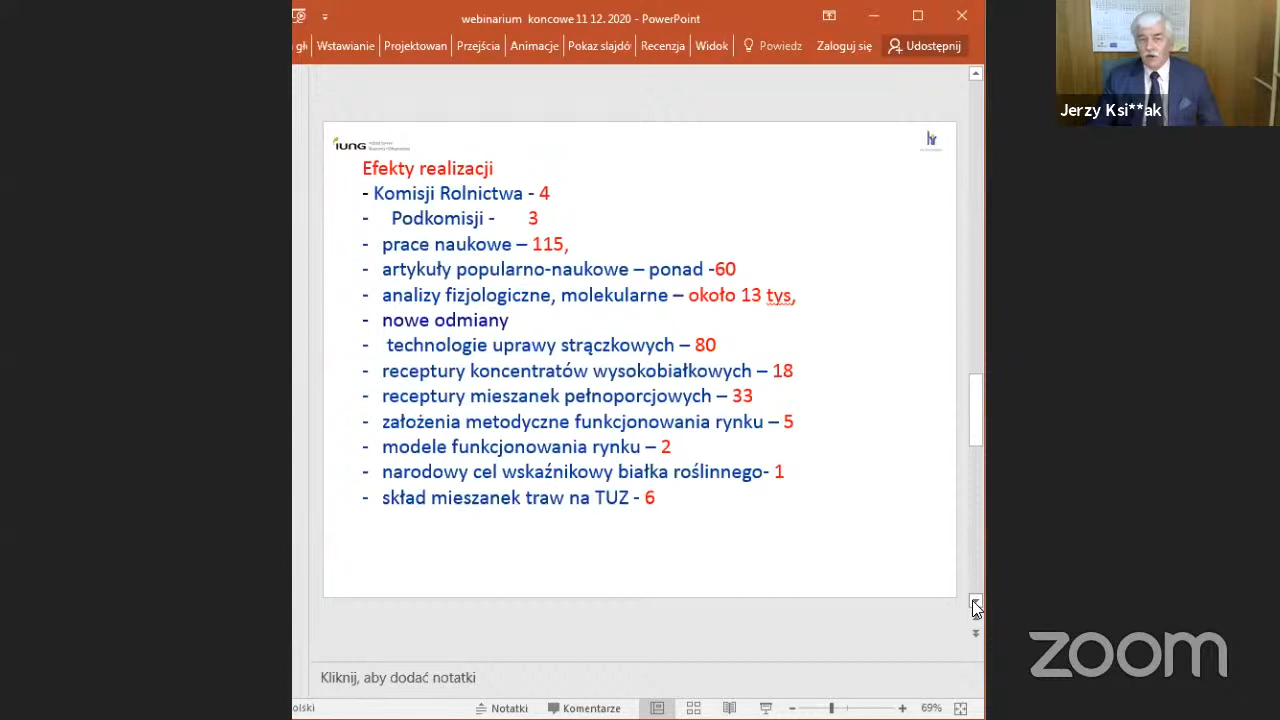 webinarium koncowe 11 12. 2020 - PowerPoint
gł Wstawianie Projektowan Przejścia Animacje Pokaz slajdóv Recenzja Widok Powiedz Zaloguj się Udostępnij
Jerzy Ksi**ak
IUNG
Efekty realizacji
- Komisji Rolnictwa - 4
- Podkomisji - 3
- prace naukowe – 115,
- artykuły popularno-naukowe – ponad -60
- analizy fizjologiczne, molekularne – około 13 tys,
- nowe odmiany
- technologie uprawy strączkowych – 80
- receptury koncentratów wysokobiałkowych – 18
- receptury mieszanek pełnoporcjowych – 33
- założenia metodyczne funkcjonowania rynku – 5
- modele funkcjonowania rynku – 2
- narodowy cel wskaźnikowy białka roślinnego- 1
- skład mieszanek traw na TUZ - 6
Kliknij, aby dodać notatki
olski Notatki Komentarze 69%
zoom